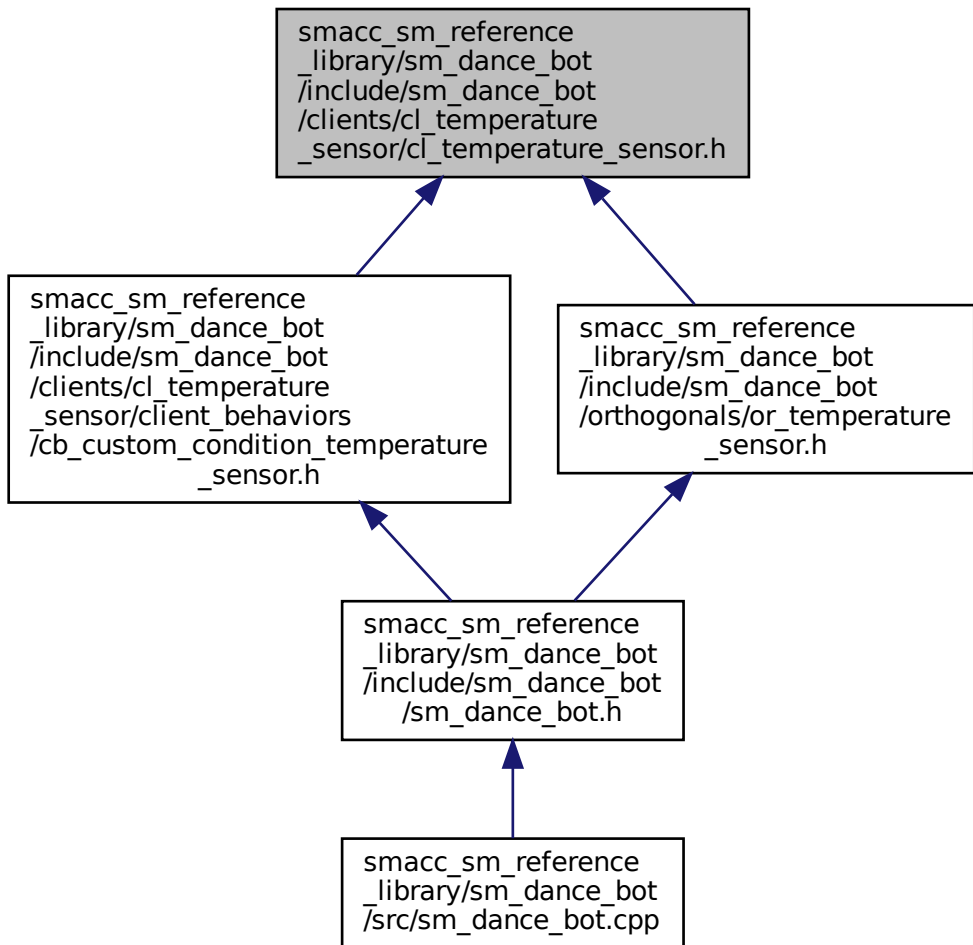 smacc_sm_reference
_library/sm_dance_bot
/include/sm_dance_bot
/clients/cl_temperature
_sensor/cl_temperature_sensor.h
smacc_sm_reference
_library/sm_dance_bot
/include/sm_dance_bot
/clients/cl_temperature
_sensor/client_behaviors
/cb_custom_condition_temperature
_sensor.h
smacc_sm_reference
_library/sm_dance_bot
/include/sm_dance_bot
/orthogonals/or_temperature
_sensor.h
smacc_sm_reference
_library/sm_dance_bot
/include/sm_dance_bot
/sm_dance_bot.h
smacc_sm_reference
_library/sm_dance_bot
/src/sm_dance_bot.cpp